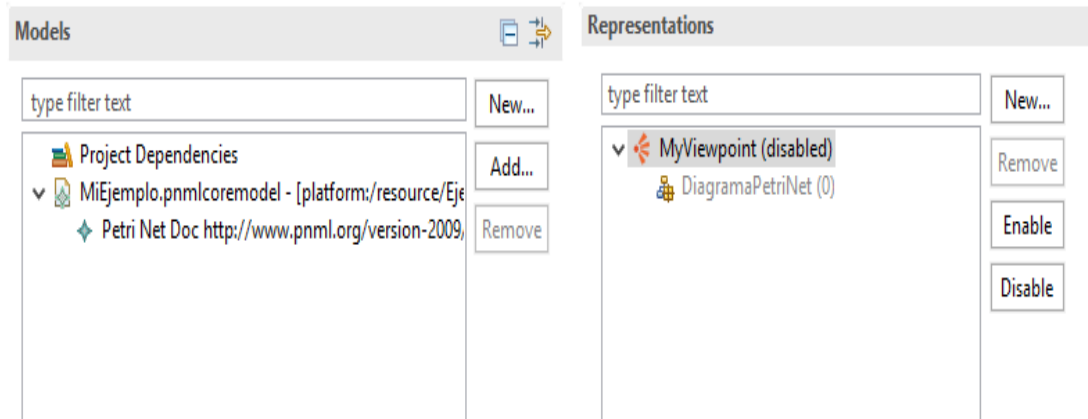 Models
type filter text
New...
Project Dependencies
Add...
MiEjemplo.pnmlcoremodel - [platform:/resource/Eje
Petri Net Doc http://www.pnml.org/version-2009,
Remove
Representations
type filter text
New...
MyViewpoint (disabled)
Remove
DiagramaPetriNet (0)
Enable
Disable